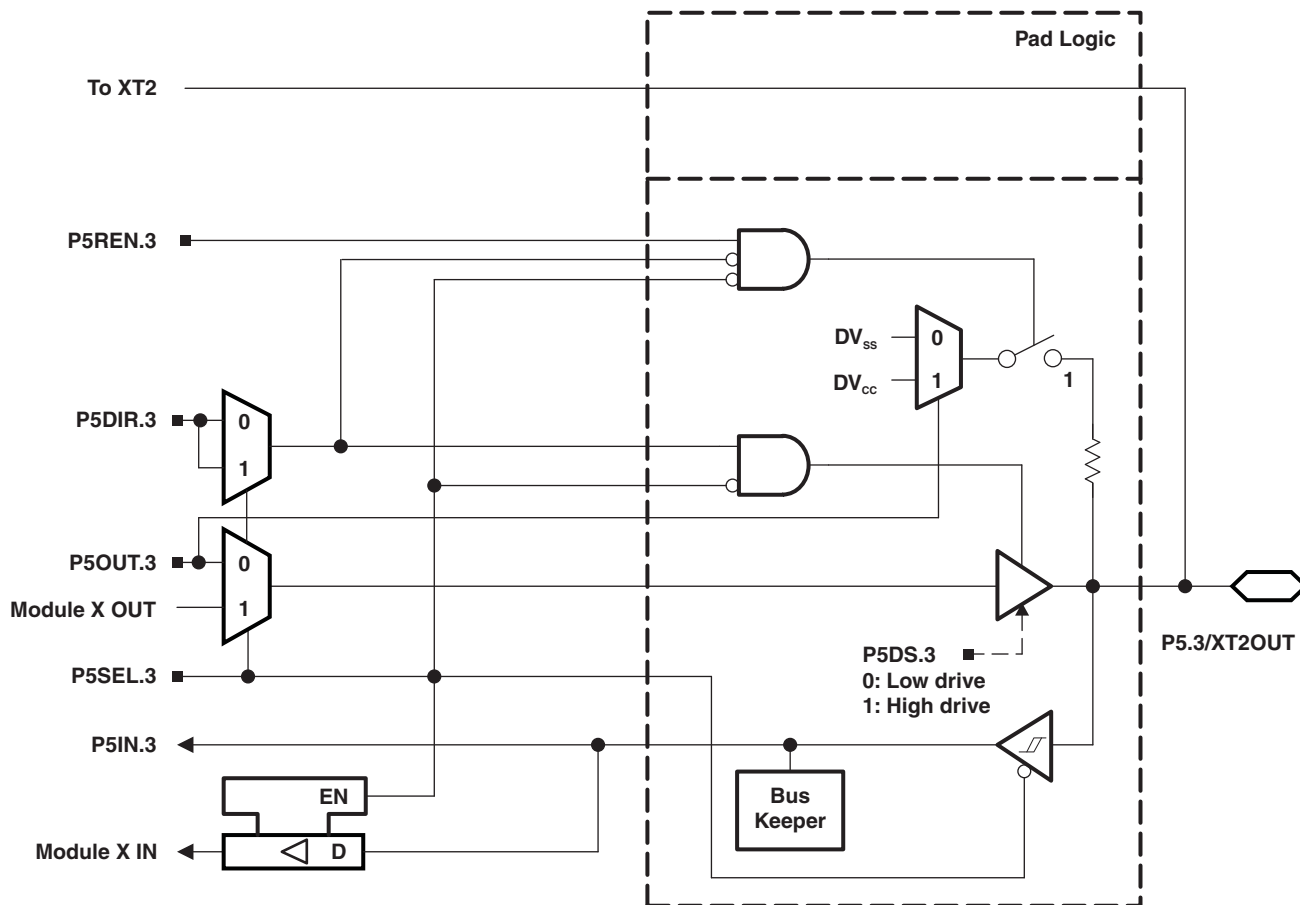 Pad Logic
To XT2
P5REN.3
DVSS
0
DVCC
1
1
P5DIR.3
0
1
P5OUT.3
0
Module X OUT
1
P5.3/XT2OUT
P5DS.3
0: Low drive
1: High drive
P5SEL.3
P5IN.3
Bus
Keeper
EN
D
Module X IN